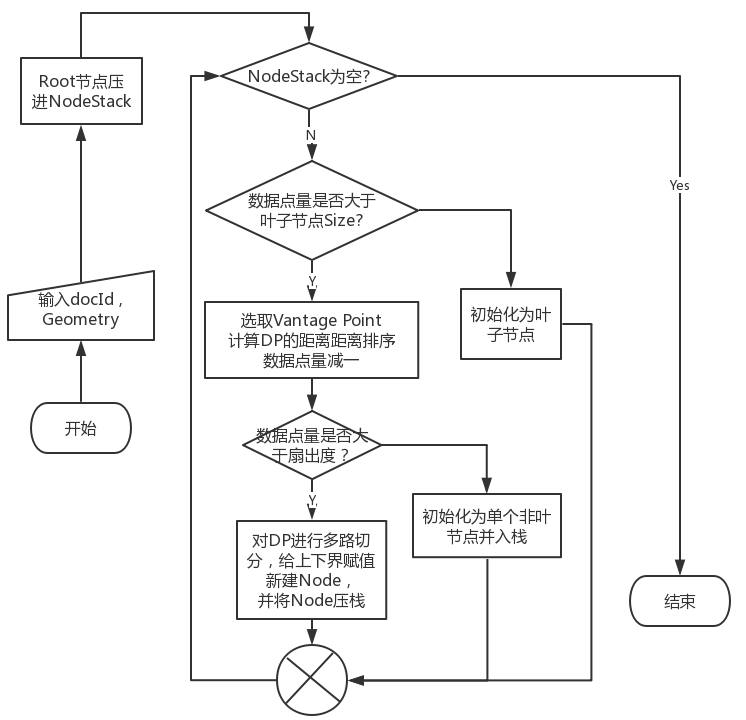 Root节点压
进NodeStack
NodeStack为空?
N
Yes
数据点量是否大于
叶子节点Size?
Y
输入docId ,
Geometry
选取Vantage Point
计算DP的距离距离排序
数据点量减一
初始化为叶
子节点
开始
数据点量是否大
于扇出度？
Y
初始化为单个非叶
节点并入栈
对DP进行多路切
分，给上下界赋值
新建Node，
并将Node压栈
结束